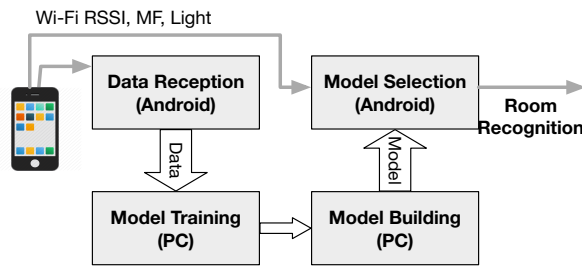 Wi-Fi RSSI, MF, Light
Data Reception
(Android)
Model Selection
(Android)
Room
Recognition
Data
Model
Model Training
(PC)
Model Building
(PC)